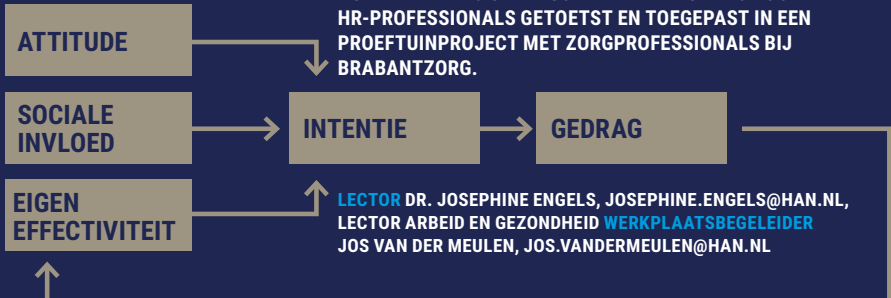 HR-PROFESSIONALS GETOETST EN TOEGEPAST IN EEN
PROEFTUINPROJECT MET ZORGPROFESSIONALS BIJ
BRABANTZORG.
ATTITUDE
SOCIALE
INVLOED
INTENTIE
GEDRAG
EIGEN
EFFECTIVITEIT
LECTOR DR. JOSEPHINE ENGELS, JOSEPHINE.ENGELS@HAN.NL,
LECTOR ARBEID EN GEZONDHEID WERKPLAATSBEGELEIDER
JOS VAN DER MEULEN, JOS.VANDERMEULEN@HAN.NL